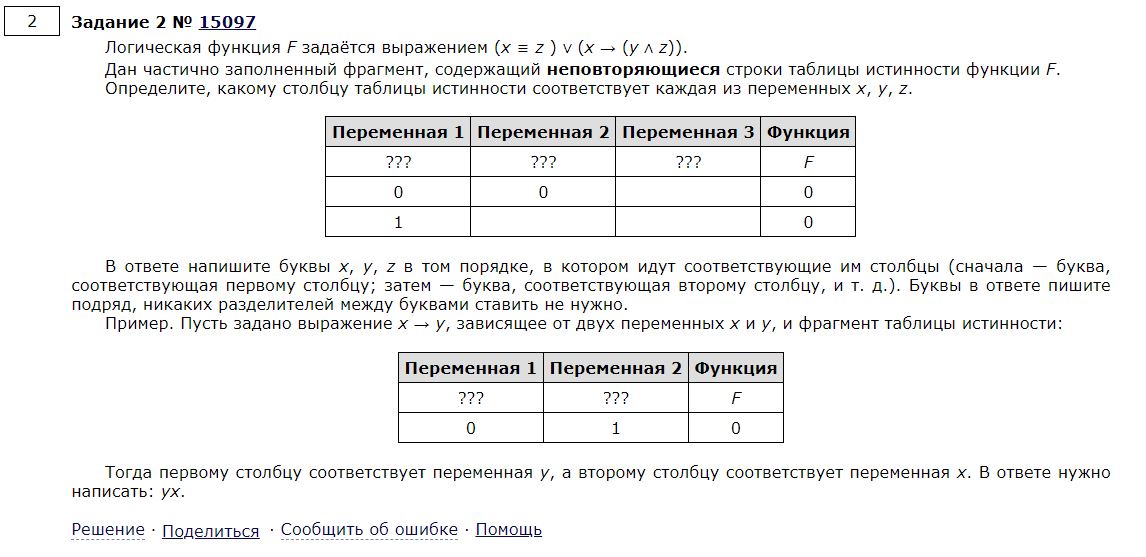 2
Задание 2 № 15097
Логическая функция F задаётся выражением (x ≡ z ) ∨ (x → (y ∧ z)).
Дан частично заполненный фрагмент, содержащий неповторяющиеся строки таблицы истинности функции F.
Определите, какому столбцу таблицы истинности соответствует каждая из переменных x, y, z.
Переменная 1 Переменная 2 Переменная 3 Функция
??? ??? ??? F
0 0 0
1 0
В ответе напишите буквы x, y, z в том порядке, в котором идут соответствующие им столбцы (сначала — буква,
соответствующая первому столбцу; затем — буква, соответствующая второму столбцу, и т. д.). Буквы в ответе пишите
подряд, никаких разделителей между буквами ставить не нужно.
Пример. Пусть задано выражение x → y, зависящее от двух переменных x и y, и фрагмент таблицы истинности:
Переменная 1 Переменная 2 Функция
??? ??? F
0 1 0
Тогда первому столбцу соответствует переменная y, а второму столбцу соответствует переменная x. В ответе нужно
написать: yx.
Решение · Поделиться · Сообщить об ошибке · Помощь